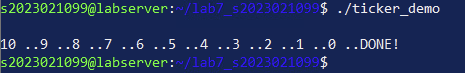 s2023021099@labserver:~/lab7_s2023021099$ ./ticker_demo
10 ..9 ..8 ..7 ..6 ..5 ..4 ..3 ..2 ..1 ..0 ..DONE!
s2023021099@labserver:~/lab7_s2023021099$